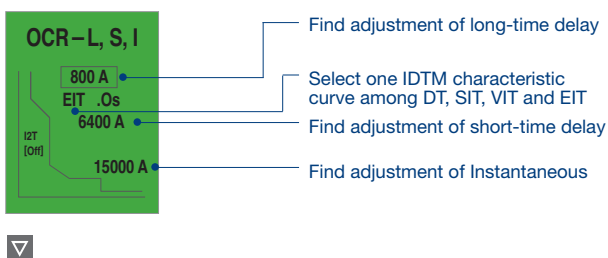 OCR–L, S, I
800 A
EIT .0s
6400 A
I2T
[Off]
15000 A
Find adjustment of long-time delay
Select one IDTM characteristic
curve among DT, SIT, VIT and EIT
Find adjustment of short-time delay
Find adjustment of Instantaneous